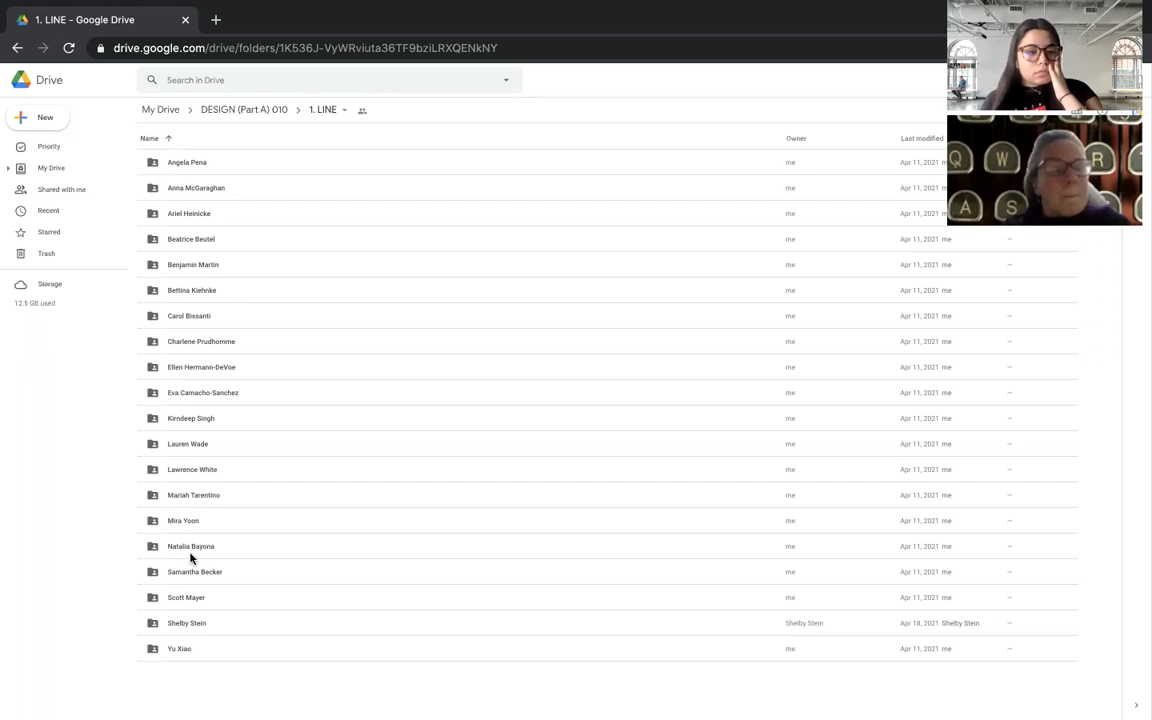 1. LINE - Google Drive
drive.google.com/drive/folders/1K536J-VyWRviuta36TF9bziLRXQENkNY
Drive
Search in Drive
New
My Drive > DESIGN (Part A) 010 > 1. LINE
Priority
My Drive
Shared with me
Recent
Starred
Trash
Storage
12.5 GB used
Name Owner Last modified
Angela Pena me Apr 11, 2021
Anna McGaraghan me Apr 11, 2021
Ariel Heinicke me Apr 11, 2021
Beatrice Beutel me Apr 11, 2021 me –
Benjamin Martin me Apr 11, 2021 me –
Bettina Kiehnke me Apr 11, 2021 me –
Carol Bissanti me Apr 11, 2021 me –
Charlene Prudhomme me Apr 11, 2021 me –
Ellen Hermann-DeVoe me Apr 11, 2021 me –
Eva Camacho-Sanchez me Apr 11, 2021 me –
Kirndeep Singh me Apr 11, 2021 me –
Lauren Wade me Apr 11, 2021 me –
Lawrence White me Apr 11, 2021 me –
Mariah Tarentino me Apr 11, 2021 me –
Mira Yoon me Apr 11, 2021 me –
Natalia Bayona me Apr 11, 2021 me –
Samantha Becker me Apr 11, 2021 me –
Scott Mayer me Apr 11, 2021 me –
Shelby Stein Shelby Stein Apr 18, 2021 Shelby Stein –
Yu Xiao me Apr 11, 2021 me –
Q W R T
A S